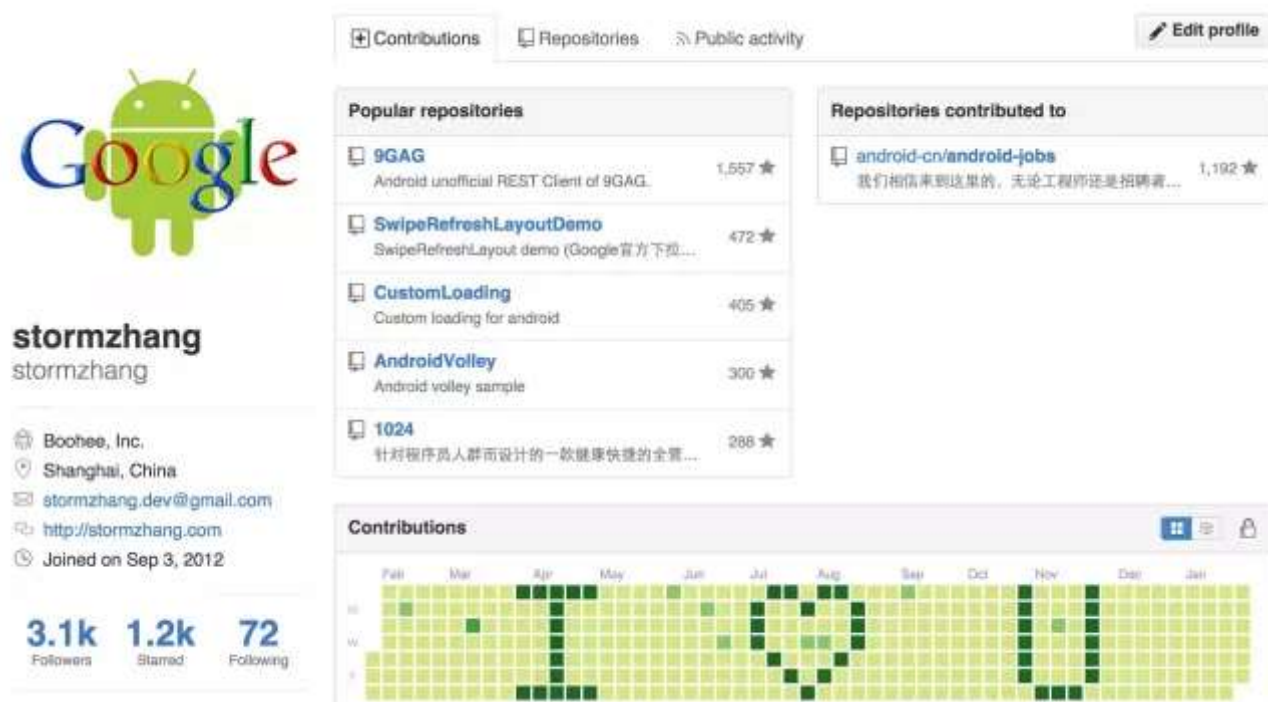 Contributions
Repositories
Public activity
Edit profile
Google
stormzhang
stormzhang
Boohee, Inc.
Shanghai, China
stormzhang.dev@gmail.com
http://stormzhang.com
Joined on Sep 3, 2012
3.1k 1.2k 72
Followers Starred Following
Popular repositories
9GAG
Android unofficial REST Client of 9GAG.
1,557
SwipeRefreshLayoutDemo
SwipeRefreshLayout demo (Google官方下拉...
472
CustomLoading
Custom loading for android
405
AndroidVolley
Android volley sample
300
1024
针对程序员人群而设计的一款健康快捷的全营...
288
Repositories contributed to
android-cn/android-jobs
我们相信来到这里的，无论工程师还是招聘者...
1,192
Contributions
Feb Mar Apr May Jun Jul Aug Sep Oct Nov Dec Jan
M
W
F